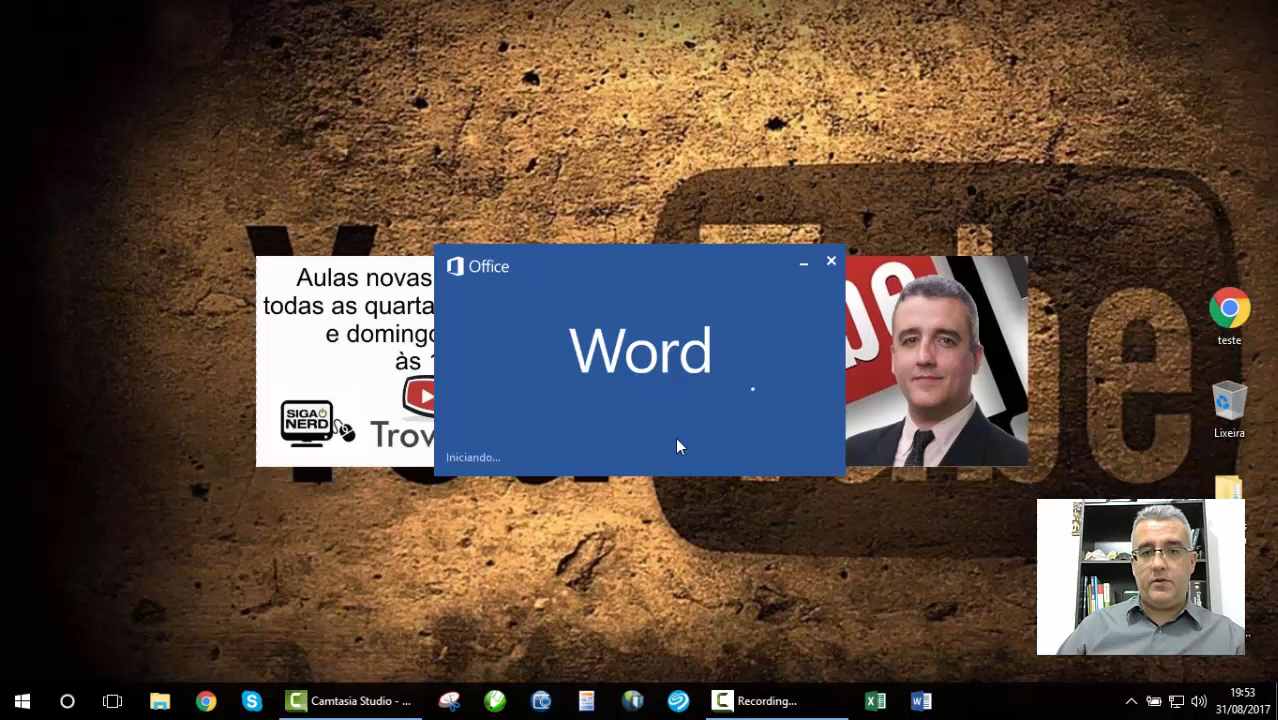 Aulas novas
todas as quarta
e domingo
às 1
SIGA
NERD
Trov
Office
Word
Iniciando...
teste
Lixeira
Camtasia Studio - ...
Recording...
19:53
31/08/2017